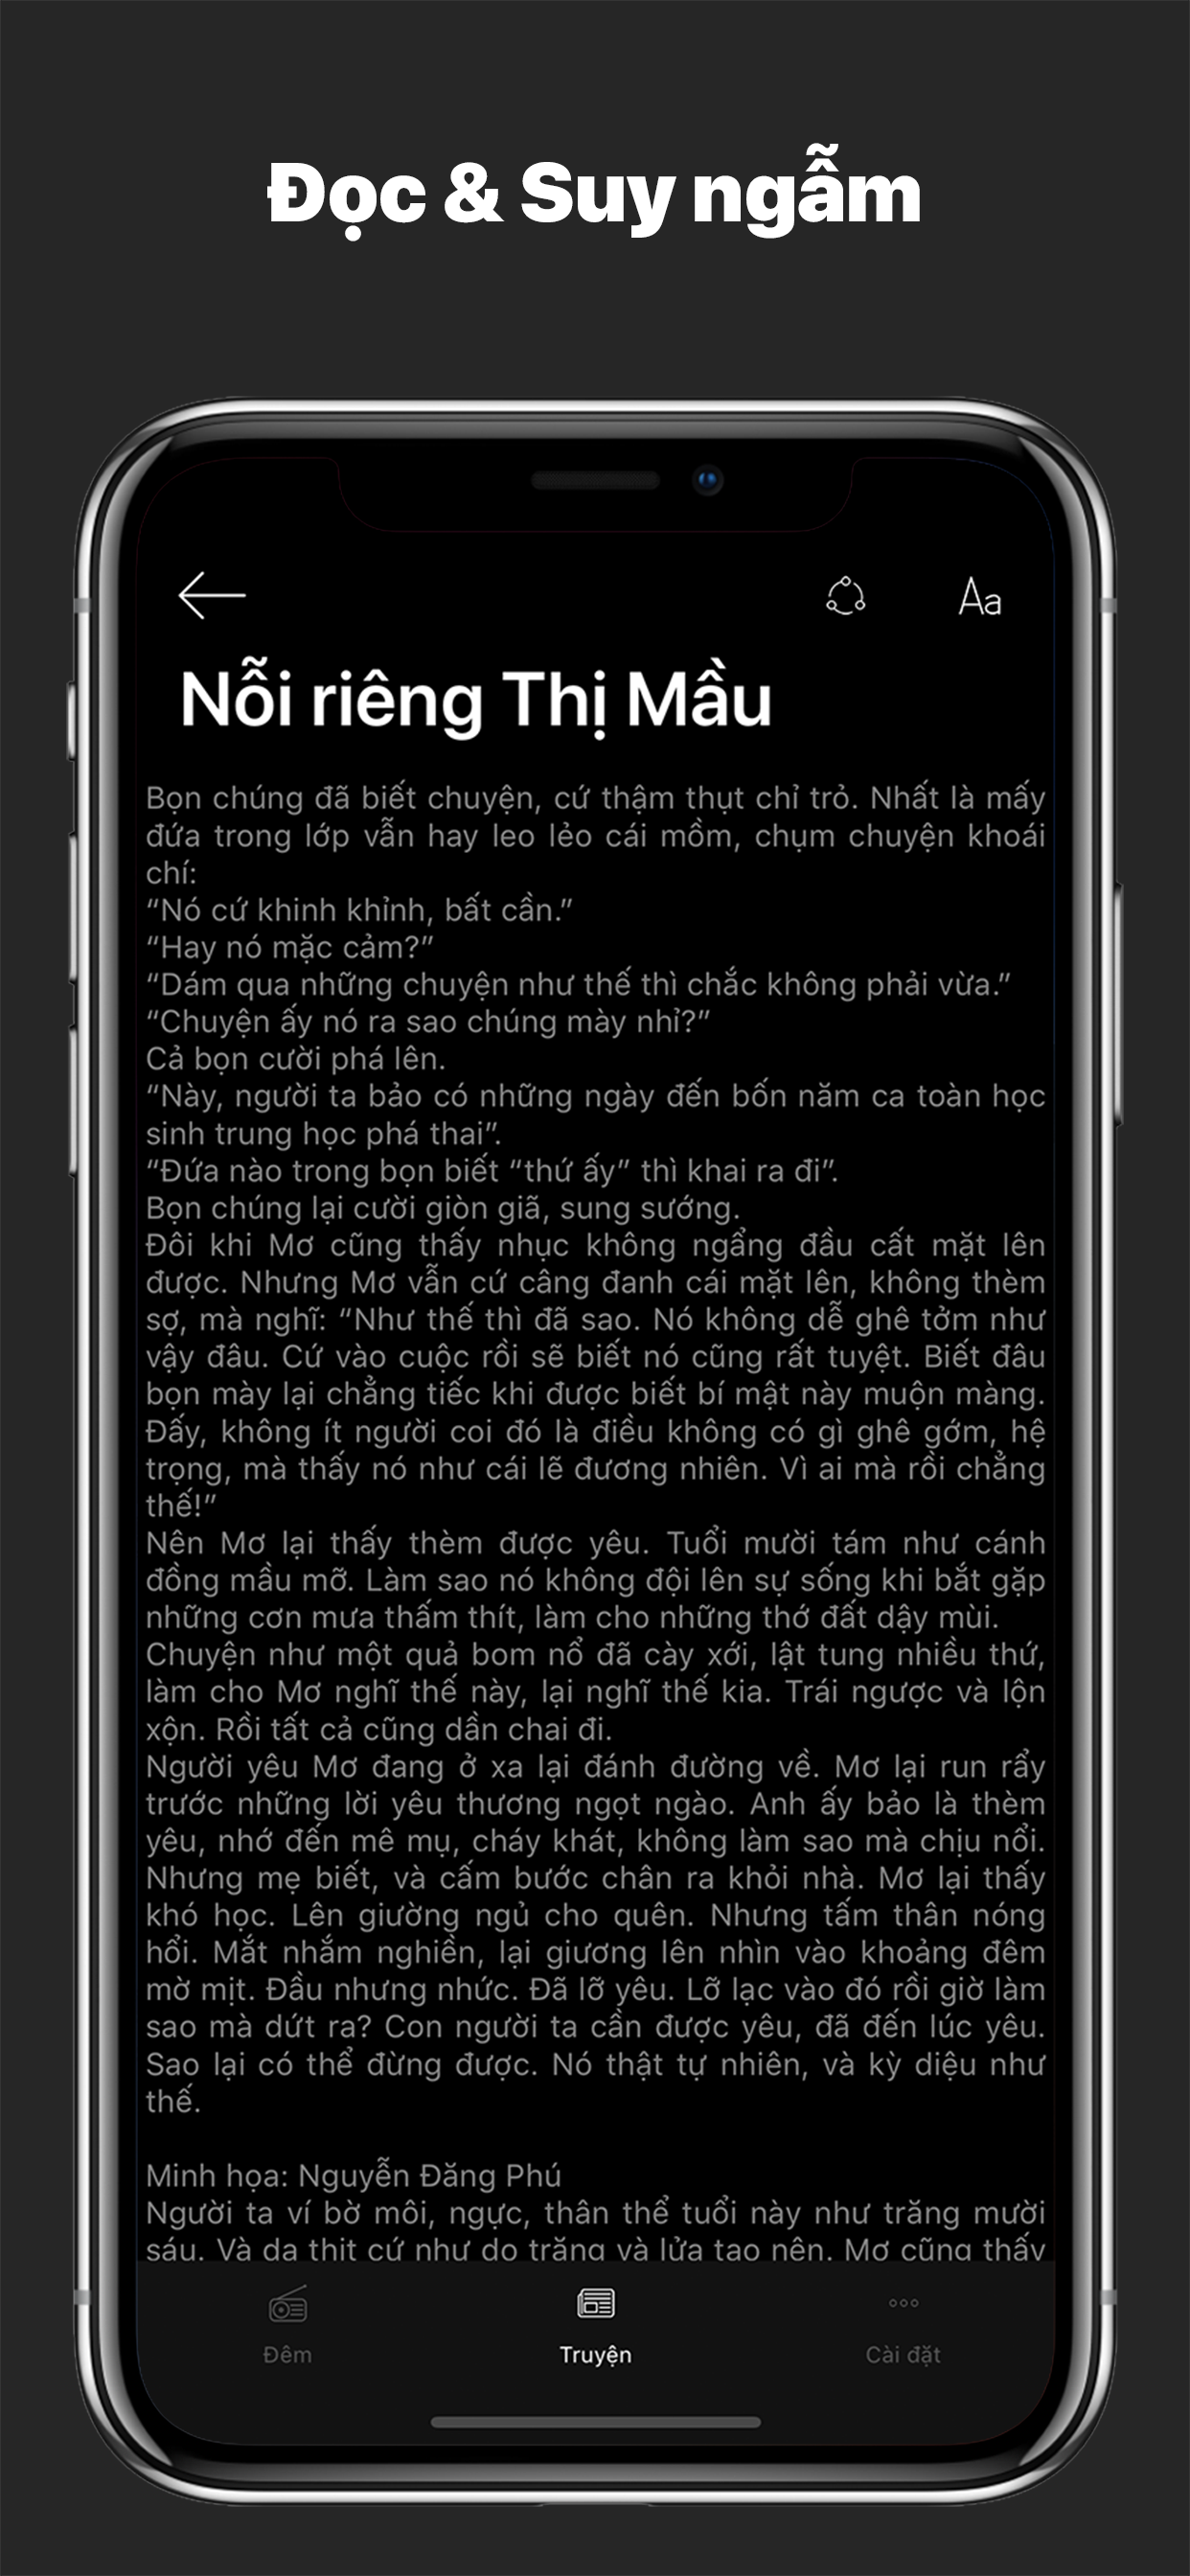 Đọc & Suy ngẫm
Aa
Nỗi riêng Thị Mầu
Bọn chúng đã biết chuyện, cứ thậm thụt chỉ trỏ. Nhất là mấy
đứa trong lớp vẫn hay leo lẻo cái mồm, chụm chuyện khoái
chí:
“Nó cứ khinh khỉnh, bất cần.”
“Hay nó mặc cảm?”
“Dám qua những chuyện như thế thì chắc không phải vừa.”
“Chuyện ấy nó ra sao chúng mày nhỉ?”
Cả bọn cười phá lên.
“Này, người ta bảo có những ngày đến bốn năm ca toàn học
sinh trung học phá thai”.
“Đứa nào trong bọn biết “thứ ấy” thì khai ra đi”.
Bọn chúng lại cười giòn giã, sung sướng.
Đôi khi Mơ cũng thấy nhục không ngẩng đầu cất mặt lên
được. Nhưng Mơ vẫn cứ câng đanh cái mặt lên, không thèm
sợ, mà nghĩ: “Như thế thì đã sao. Nó không dễ ghê tởm như
vậy đâu. Cứ vào cuộc rồi sẽ biết nó cũng rất tuyệt. Biết đâu
bọn mày lại chẳng tiếc khi được biết bí mật này muộn màng.
Đấy, không ít người coi đó là điều không có gì ghê gớm, hệ
trọng, mà thấy nó như cái lẽ đương nhiên. Vì ai mà rồi chẳng
thế!”
Nên Mơ lại thấy thèm được yêu. Tuổi mười tám như cánh
đồng mầu mỡ. Làm sao nó không đội lên sự sống khi bắt gặp
những cơn mưa thấm thít, làm cho những thớ đất dậy mùi.
Chuyện như một quả bom nổ đã cày xới, lật tung nhiều thứ,
làm cho Mơ nghĩ thế này, lại nghĩ thế kia. Trái ngược và lộn
xộn. Rồi tất cả cũng dần chai đi.
Người yêu Mơ đang ở xa lại đánh đường về. Mơ lại run rẩy
trước những lời yêu thương ngọt ngào. Anh ấy bảo là thèm
yêu, nhớ đến mê mụ, cháy khát, không làm sao mà chịu nổi.
Nhưng mẹ biết, và cấm bước chân ra khỏi nhà. Mơ lại thấy
khó học. Lên giường ngủ cho quên. Nhưng tấm thân nóng
hổi. Mắt nhắm nghiền, lại giương lên nhìn vào khoảng đêm
mờ mịt. Đầu nhưng nhức. Đã lỡ yêu. Lỡ lạc vào đó rồi giờ làm
sao mà dứt ra? Con người ta cần được yêu, đã đến lúc yêu.
Sao lại có thể đừng được. Nó thật tự nhiên, và kỳ diệu như
thế.
Minh họa: Nguyễn Đăng Phú
Người ta ví bờ môi, ngực, thân thể tuổi này như trăng mười
sáu. Và da thịt cứ như do trăng và lửa tạo nên. Mơ cũng thấy
Đêm
Truyện
Cài đặt